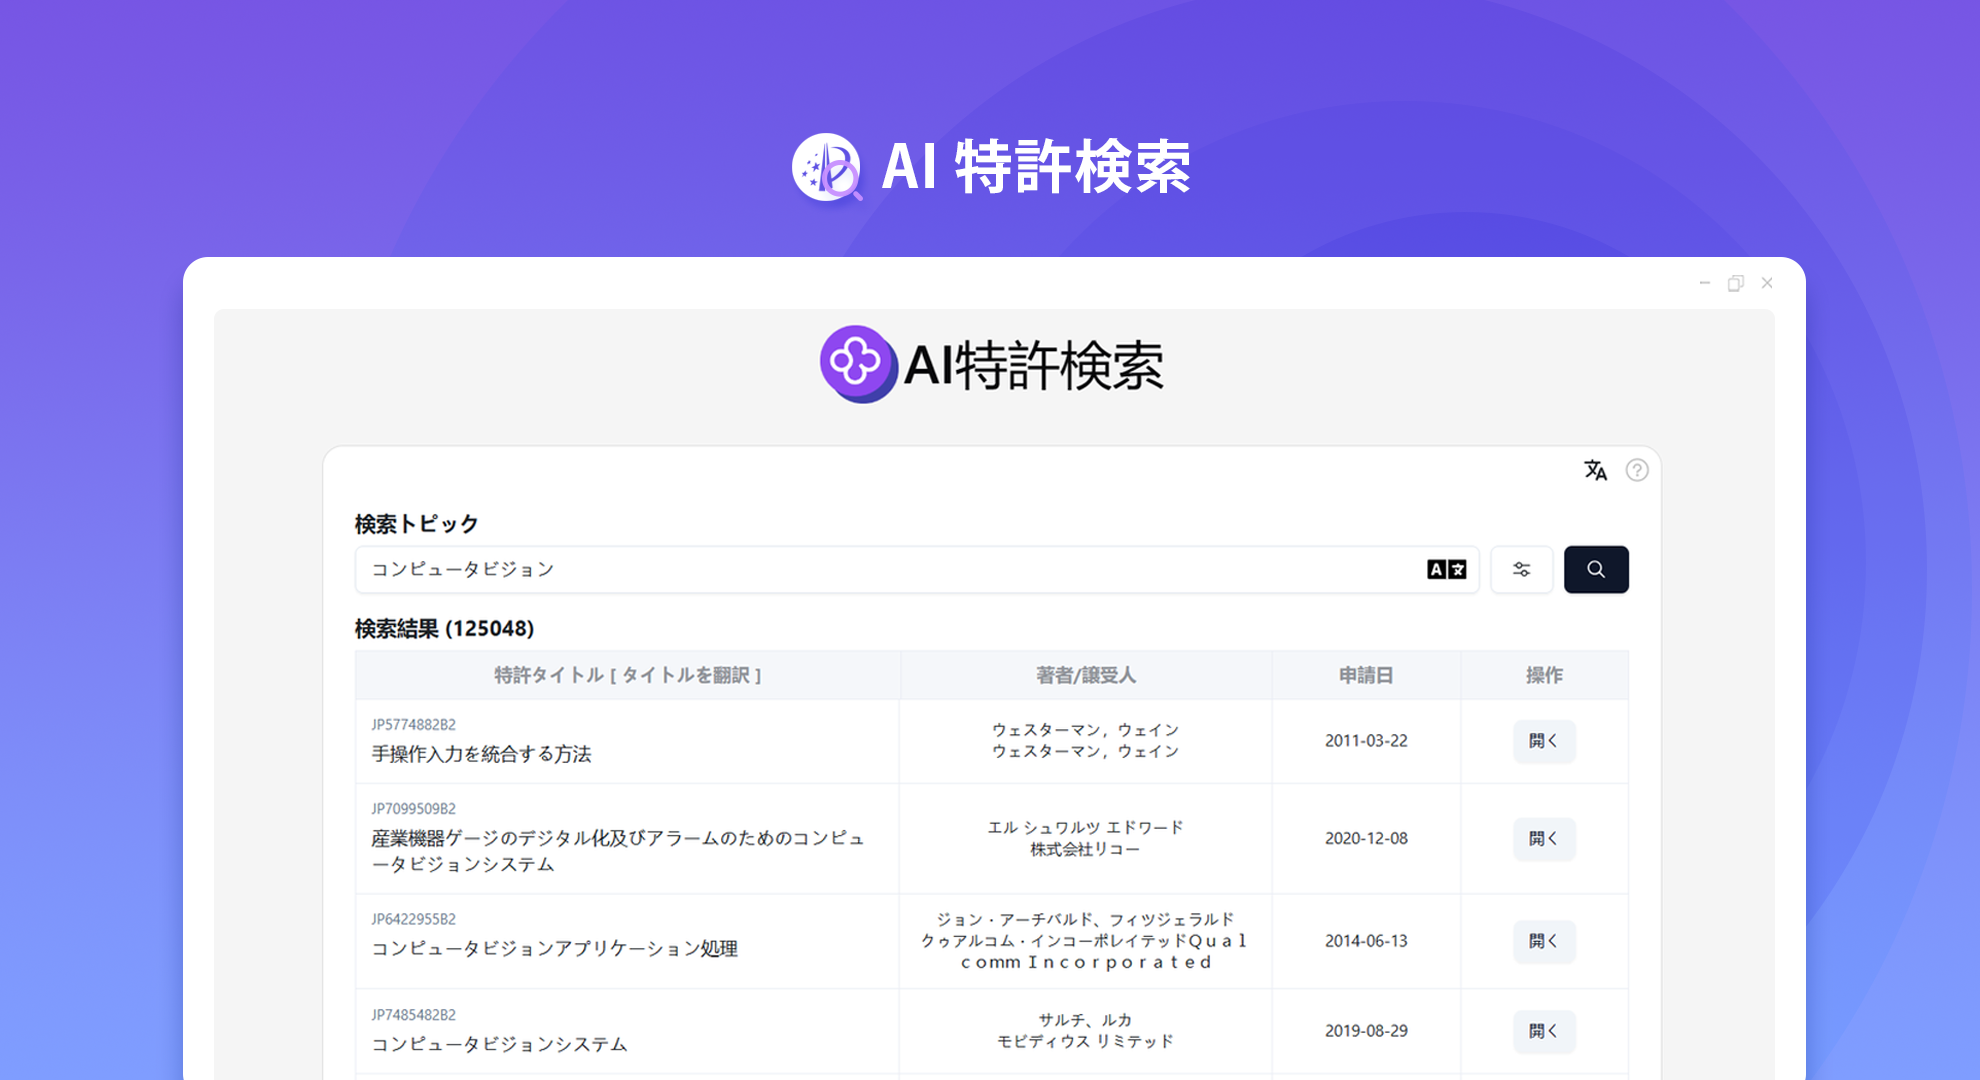 AI 特許検索
AI特許検索
検索トピック
コンピュータビジョン
検索結果 (125048)
特許タイトル [ タイトルを翻訳 ]
著者/譲受人
申請日
操作
JP5774882B2
手操作入力を統合する方法
ウェスターマン，ウェイン
ウェスターマン，ウェイン
2011-03-22
開く
JP7099509B2
産業機器ゲージのデジタル化及びアラームのためのコンピュ
ータビジョンシステム
エル シュワルツ エドワード
株式会社リコー
2020-12-08
開く
JP6422955B2
コンピュータビジョンアプリケーション処理
ジョン・アーチバルド、フィツジェラルド
クゥアルコム・インコーポレイテッドＱｕａｌ
ｃｏｍｍ Ｉｎｃｏｒｐｏｒａｔｅｄ
2014-06-13
開く
JP7485482B2
コンピュータビジョンシステム
サルチ、ルカ
モビディウス リミテッド
2019-08-29
開く